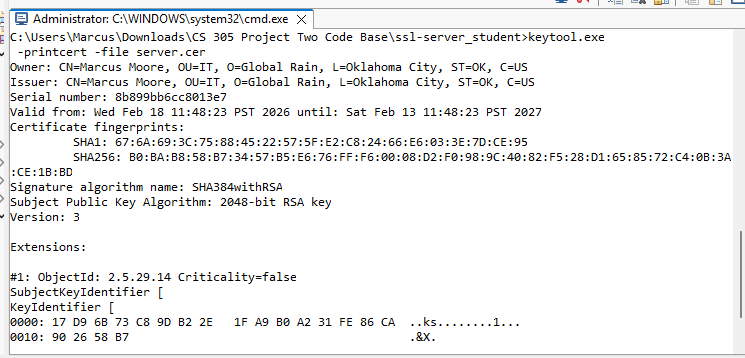 Administrator: C:\WINDOWS\system32\cmd.exe
C:\Users\Marcus\Downloads\CS 305 Project Two Code Base\ssl-server_student>keytool.exe
 -printcert -file server.cer
Owner: CN=Marcus Moore, OU=IT, O=Global Rain, L=Oklahoma City, ST=OK, C=US
Issuer: CN=Marcus Moore, OU=IT, O=Global Rain, L=Oklahoma City, ST=OK, C=US
Serial number: 8b899bb6cc8013e7
Valid from: Wed Feb 18 11:48:23 PST 2026 until: Sat Feb 13 11:48:23 PST 2027
Certificate fingerprints:
         SHA1: 67:6A:69:3C:75:88:45:22:57:5F:E2:C8:24:66:E6:03:3E:7D:CE:95
         SHA256: B0:BA:B8:58:B7:34:57:B5:E6:76:FF:F6:00:08:D2:F0:98:9C:40:82:F5:28:D1:65:85:72:C4:0B:3A
:CE:1B:BD
Signature algorithm name: SHA384withRSA
Subject Public Key Algorithm: 2048-bit RSA key
Version: 3
Extensions:
#1: ObjectId: 2.5.29.14 Criticality=false
SubjectKeyIdentifier [
KeyIdentifier [
0000: 17 D9 6B 73 C8 9D B2 2E   1F A9 B0 A2 31 FE 86 CA  ..ks........1...
0010: 90 26 58 B7                                        .&X.